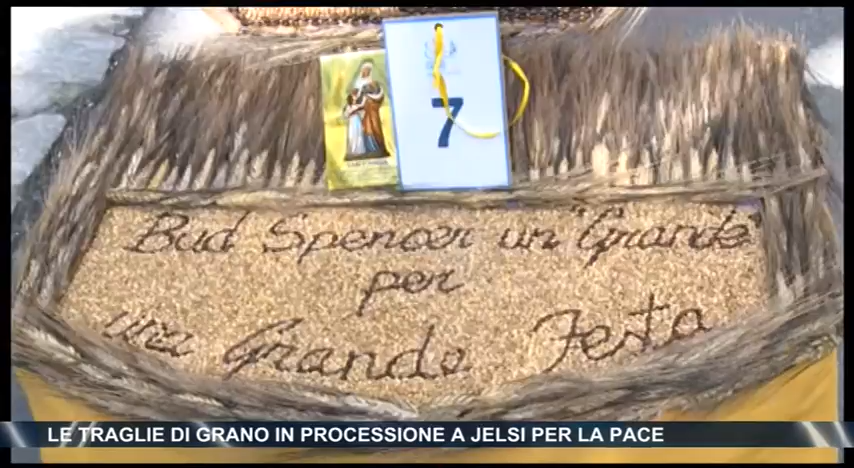 7
Bud Spencer un "Grande"
per
una Grande Festa
LE TRAGLIE DI GRANO IN PROCESSIONE A JELSI PER LA PACE